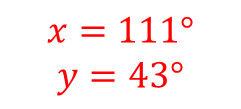 x = 111°
y = 43°